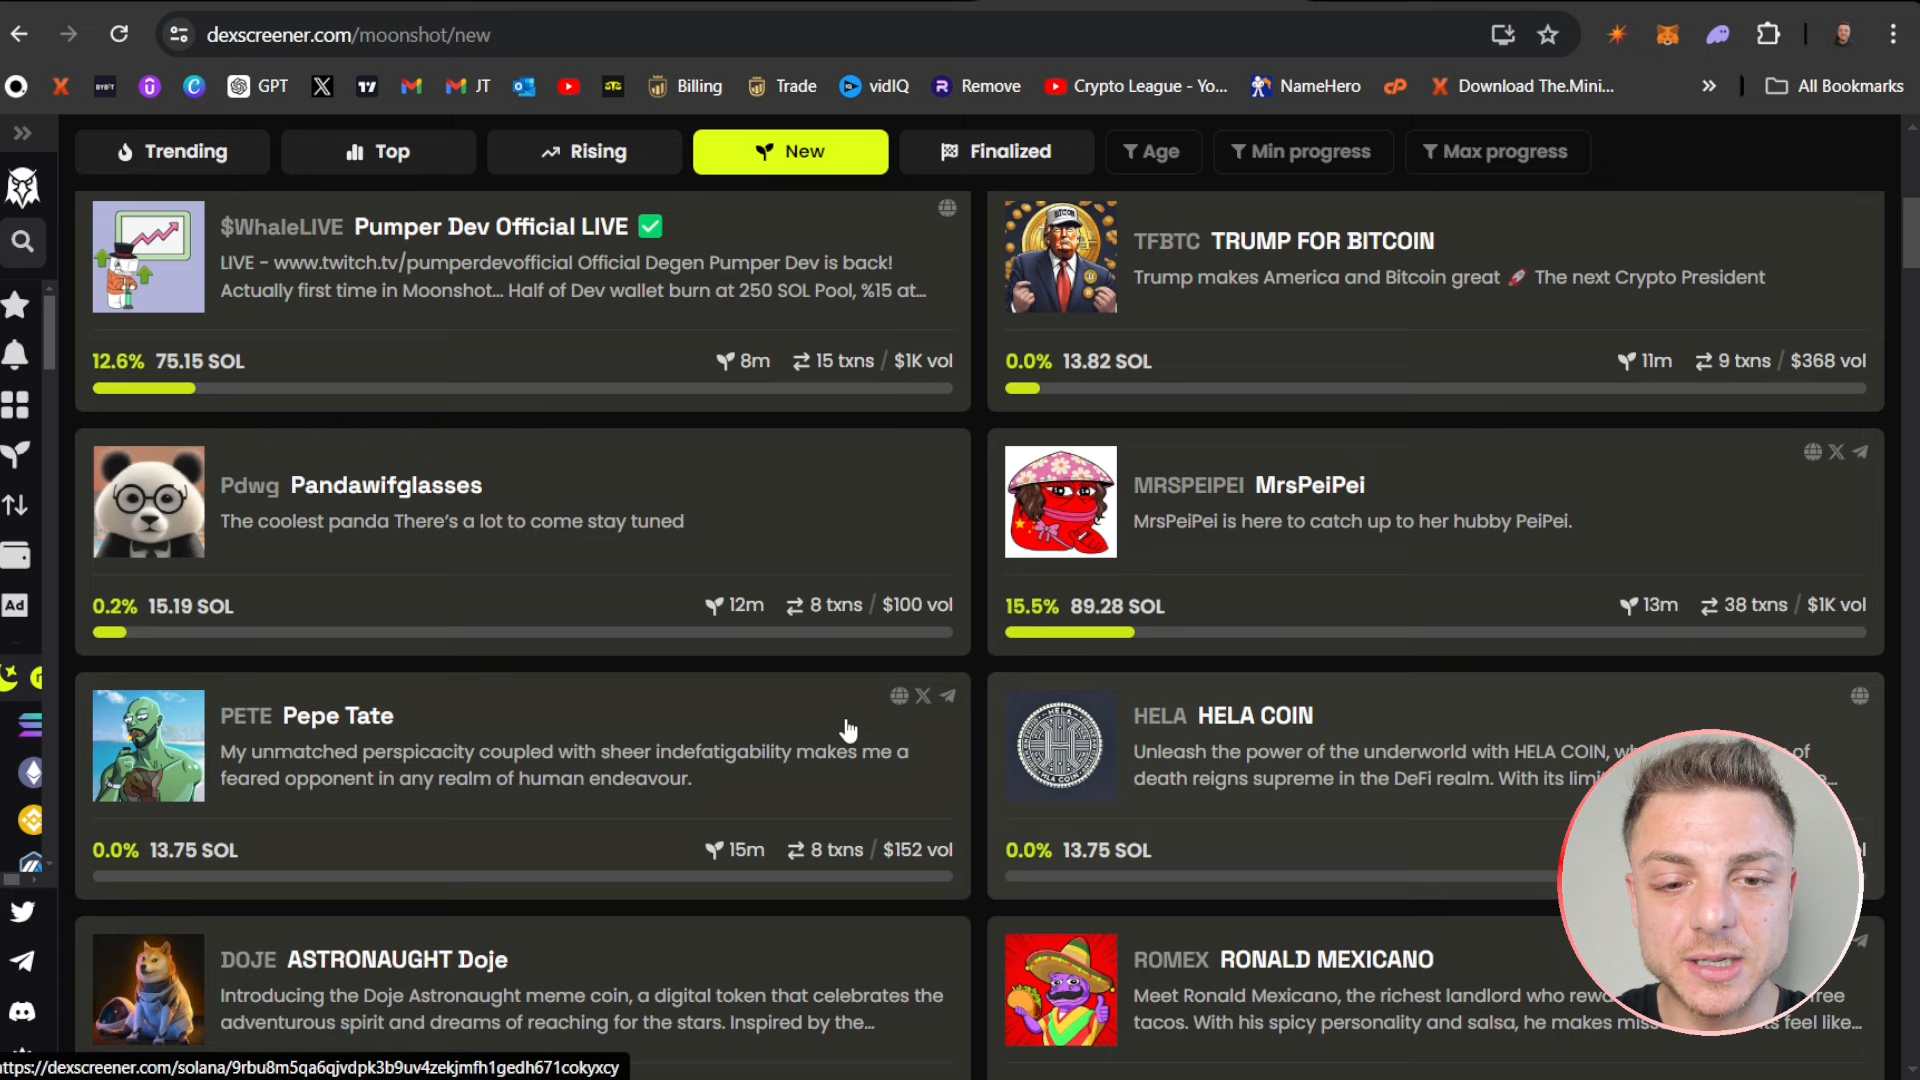 dexscreener.com/moonshot/new
GPT
JT
Billing
Trade
vidIQ
Remove
Crypto League - Yo...
NameHero
Download The.Mini...
All Bookmarks
Trending
Top
Rising
New
Finalized
Age
Min progress
Max progress
$WhaleLIVE Pumper Dev Official LIVE ✅
LIVE - www.twitch.tv/pumperdevofficial Official Degen Pumper Dev is back!
Actually first time in Moonshot... Half of Dev wallet burn at 250 SOL Pool, %15 at...
12.6% 75.15 SOL
8m
15 txns / $1K vol
BITCOIN
TFBTC TRUMP FOR BITCOIN
Trump makes America and Bitcoin great 🚀 The next Crypto President
0.0% 13.82 SOL
11m
9 txns / $368 vol
Pdwg Pandawifglasses
The coolest panda There's a lot to come stay tuned
0.2% 15.19 SOL
12m
8 txns / $100 vol
MRSPEIPEI MrsPeiPei
MrsPeiPei is here to catch up to her hubby PeiPei.
15.5% 89.28 SOL
13m
38 txns / $1K vol
Ad
PETE Pepe Tate
My unmatched perspicacity coupled with sheer indefatigability makes me a
feared opponent in any realm of human endeavour.
0.0% 13.75 SOL
15m
8 txns / $152 vol
HELA HELA COIN
Unleash the power of the underworld with HELA COIN, of
death reigns supreme in the DeFi realm. With its
0.0% 13.75 SOL
DOJE ASTRONAUGHT Doje
Introducing the Doje Astronaught meme coin, a digital token that celebrates the
adventurous spirit and dreams of reaching for the stars. Inspired by the...
ROMEX RONALD MEXICANO
Meet Ronald Mexicano, the richest landlord who free
tacos. With his spicy personality and salsa, he makes feel like...
ttps://dexscreener.com/solana/9rbu8m5qa6qjvdpk3b9uv4zekjmfh1gedh671cokyxcy